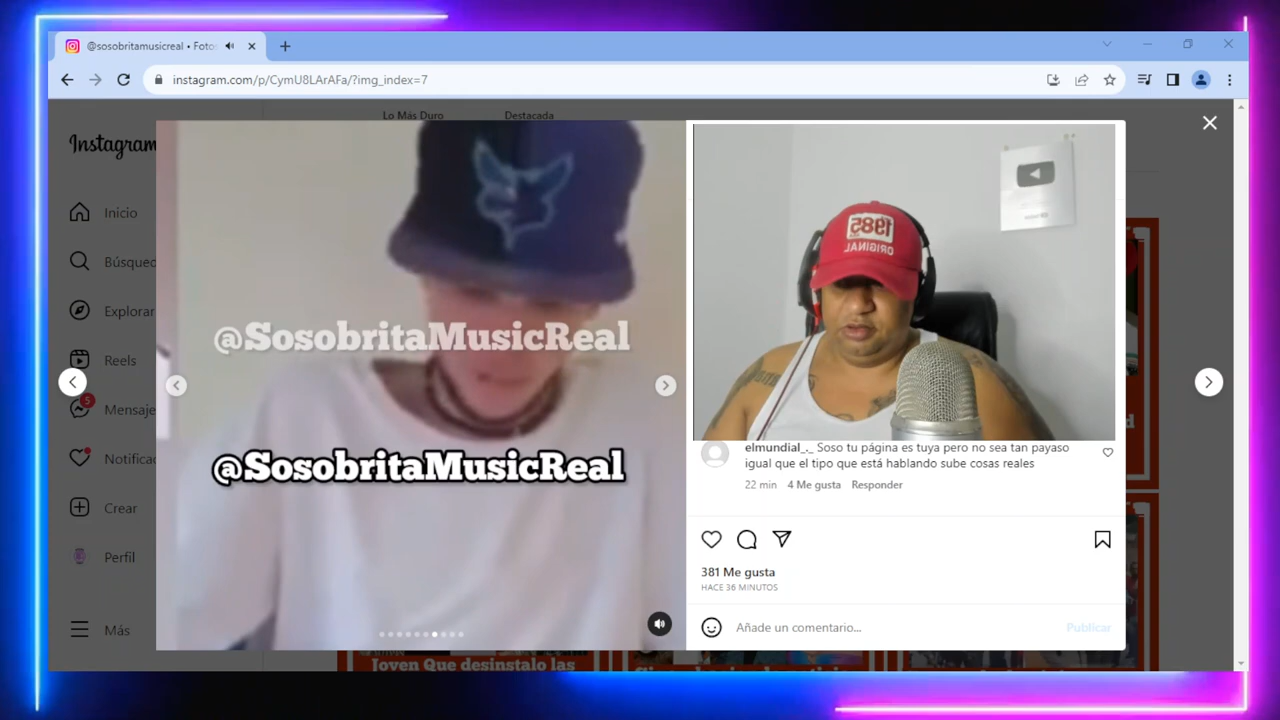 @sosobritamusicreal • Fotos
instagram.com/p/CymU8LArAFa/?img_index=7
Lo Más Duro
Destacada
Instagram
Inicio
Búsqued
Explorar
Reels
5
Mensaje
Notificac
Crear
Perfil
Más
@SosobritaMusicReal
@SosobritaMusicReal
1985
ORIGINAL
elmundial_._ Soso tu página es tuya pero no sea tan payaso
igual que el tipo que está hablando sube cosas reales
22 min 4 Me gusta Responder
381 Me gusta
HACE 36 MINUTOS
Añade un comentario...
Publicar
Joven Que desinstalo las